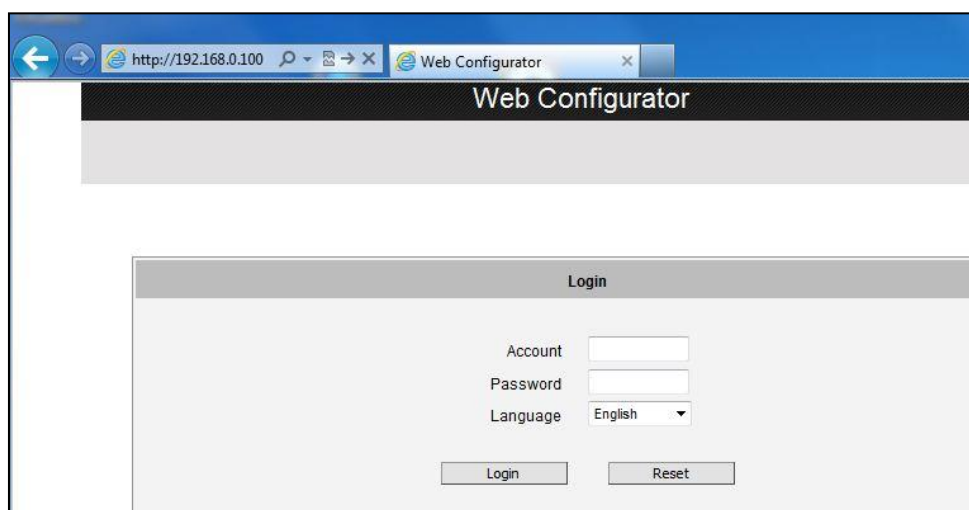 http://192.168.0.100 Web Configurator
Web Configurator
Login
Account
Password
Language English
Login Reset